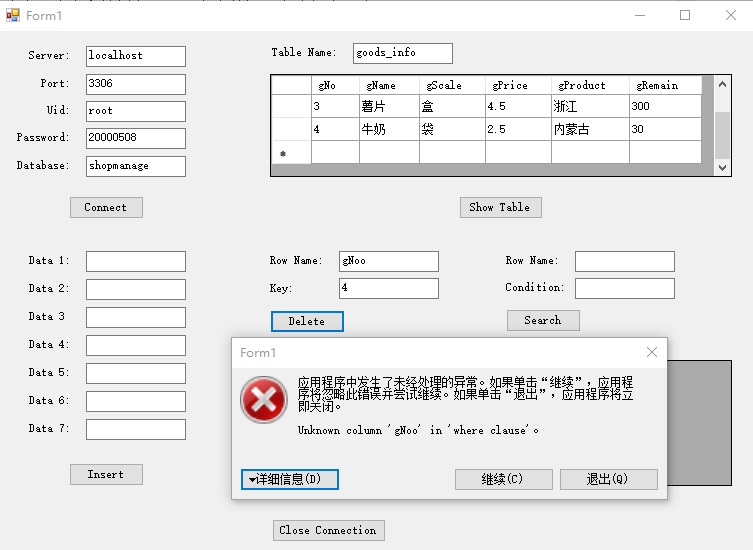 Form1
Server: localhost
Port: 3306
Uid: root
Password: 20000508
Database: shopmanage
Connect
Table Name: goods_info
gNo gName gScale gPrice gProduct gRemain
3 薯片 盒 4.5 浙江 300
4 牛奶 袋 2.5 内蒙古 30
*
Show Table
Data 1:
Data 2:
Data 3
Data 4:
Data 5:
Data 6:
Data 7:
Insert
Row Name: gNoo
Key: 4
Delete
Row Name:
Condition:
Search
Form1
应用程序中发生了未经处理的异常。如果单击“继续”，应用程
序将忽略此错误并尝试继续。如果单击“退出”，应用程序将立
即关闭。
Unknown column 'gNoo' in 'where clause'。
详细信息(D)
继续(C)
退出(Q)
Close Connection